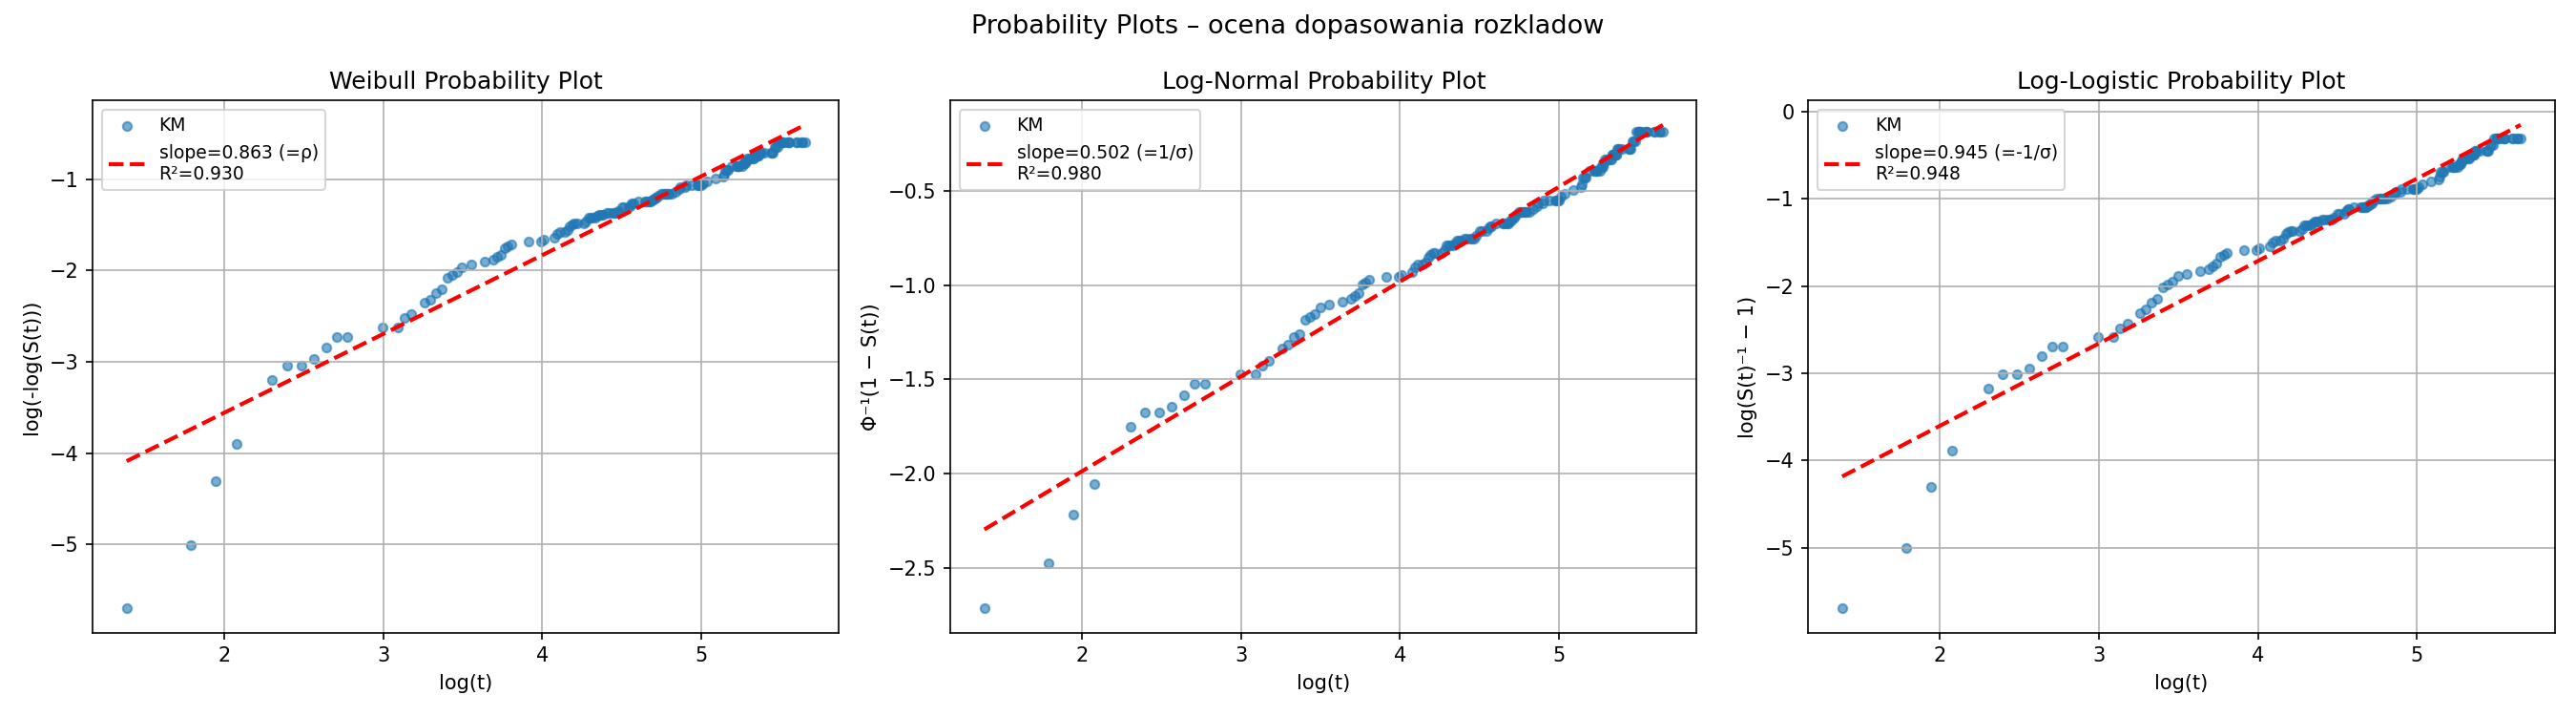 Probability Plots – ocena dopasowania rozkladow
Weibull Probability Plot
KM
slope=0.863 (=ρ)
R²=0.930
log(-log(S(t)))
−1
−2
−3
−4
−5
2 3 4 5
log(t)
Log-Normal Probability Plot
KM
slope=0.502 (=1/σ)
R²=0.980
Φ⁻¹(1 − S(t))
−0.5
−1.0
−1.5
−2.0
−2.5
2 3 4 5
log(t)
Log-Logistic Probability Plot
KM
slope=0.945 (=-1/σ)
R²=0.948
log(S(t)⁻¹ − 1)
0
−1
−2
−3
−4
−5
2 3 4 5
log(t)